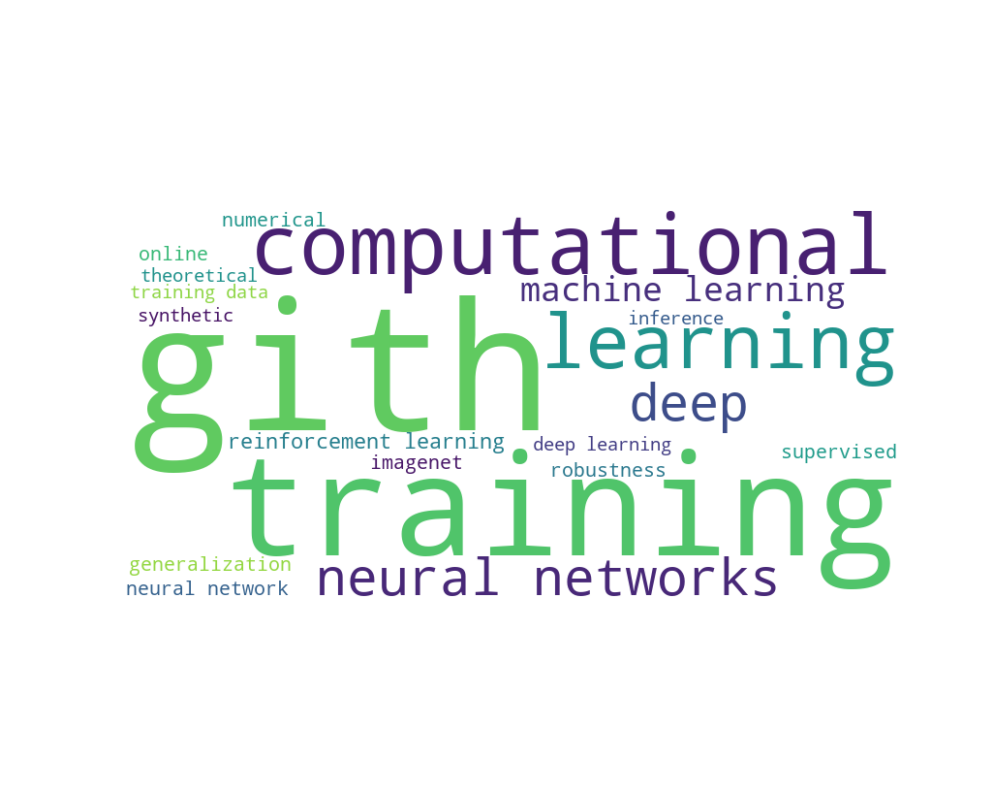 numerical
computational
online
theoretical
training data
machine learning
synthetic
inference
gith
learning
deep
reinforcement learning
deep learning
supervised
imagenet
robustness
training
generalization
neural network
neural networks